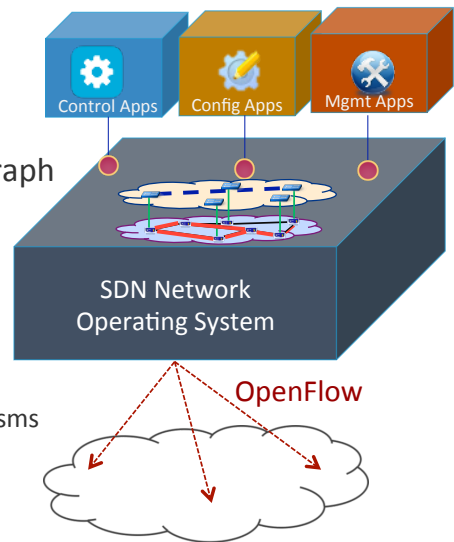 Control Apps
Config Apps
Mgmt Apps
raph
SDN Network
Operating System
OpenFlow
sms